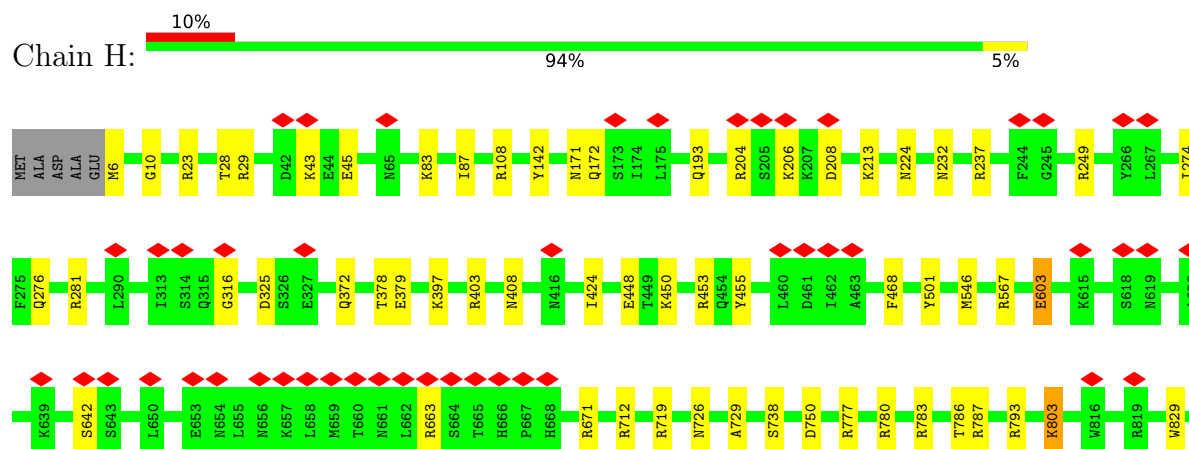 10%
Chain H:
94% 5%
MET ALA ASP ALA GLU M6 G10 R23 T28 R29 D42 K43 E44 E45 N65 K83 I87 R108 Y142 N171 Q172 S173 I174 L175 Q193 R204 S205 K206 K207 D208 K213 N224 N232 R237 F244 G245 R249 Y266 L267 I274
F275 Q276 R281 L290 I313 S314 Q315 G316 D325 S326 E327 Q372 T378 E379 K397 R403 N408 N416 I424 E448 T449 K450 R453 Q454 Y455 L460 D461 I462 A463 F468 Y501 M546 R567 E603 K615 S618 N619
K639 S642 S643 L650 E653 N654 L655 N656 K657 L658 M659 T660 N661 L662 R663 S664 T665 H666 P667 H668 R671 R712 R719 N726 A729 S738 D750 R777 R780 R783 T786 R787 R793 K803 W816 R819 W829